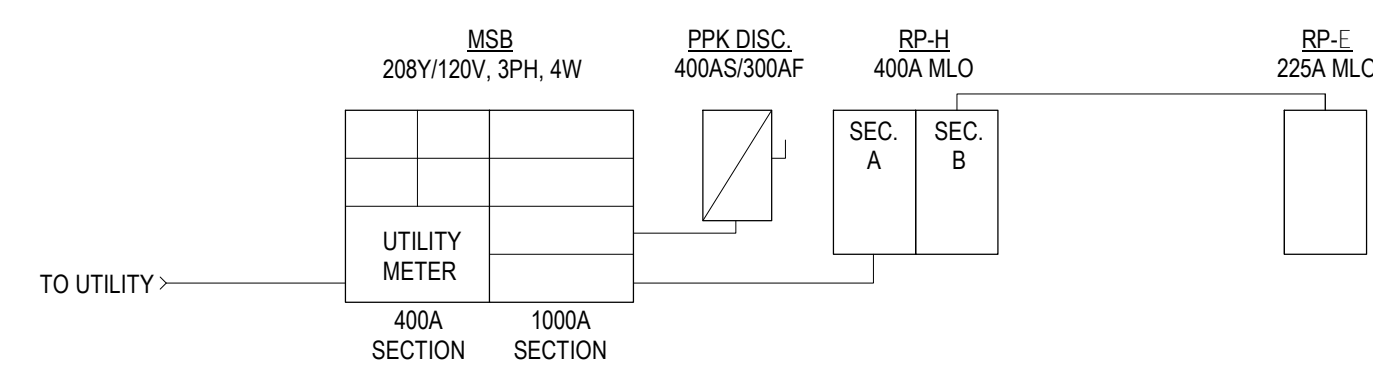 MSB
208Y/120V, 3PH, 4W
PPK DISC.
400AS/300AF
RP-H
400A MLO
RP-E
225A MLO
SEC.
A
SEC.
B
UTILITY
METER
TO UTILITY
400A
SECTION
1000A
SECTION